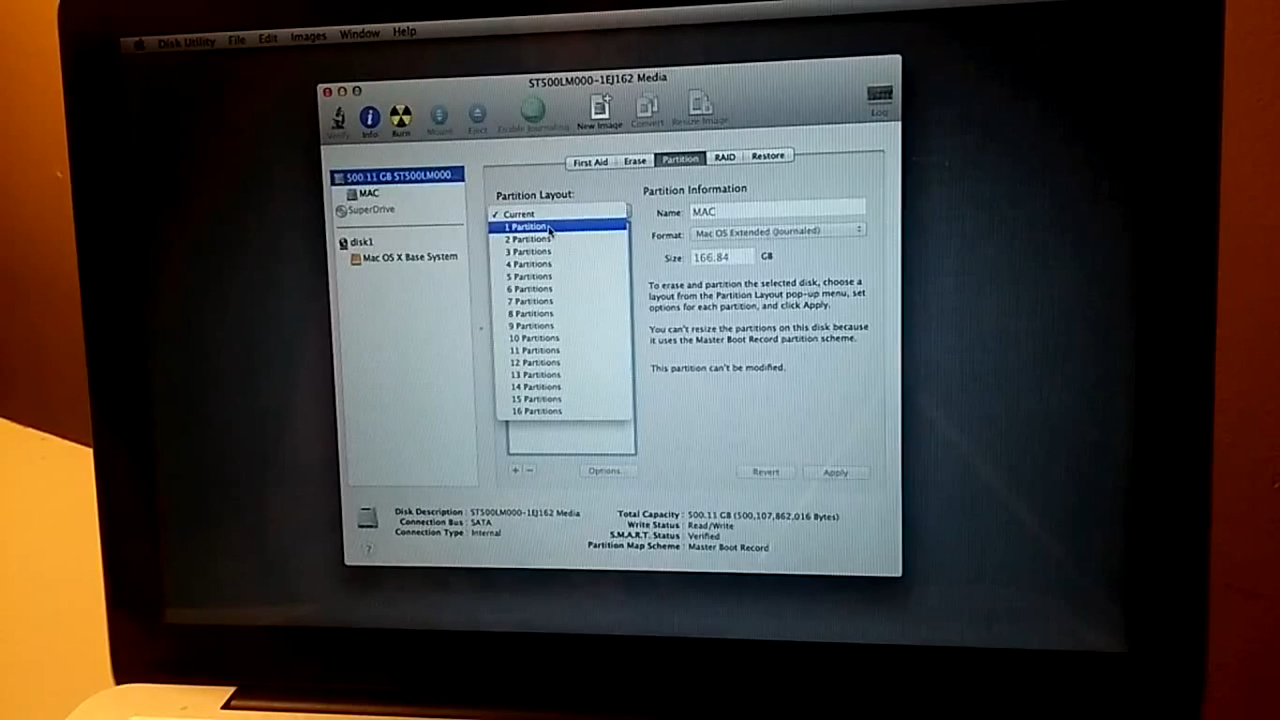 Disk Utility File Edit Images Window Help
ST500LM000-1EJ162 Media
Verify Info Burn Mount Eject Enable Journaling New Image Convert Resize Image Log
First Aid Erase Partition RAID Restore
500.11 GB ST500LM000...
MAC
SuperDrive
disk1
Mac OS X Base System
Partition Layout:
✓ Current
1 Partition
2 Partitions
3 Partitions
4 Partitions
5 Partitions
6 Partitions
7 Partitions
8 Partitions
9 Partitions
10 Partitions
11 Partitions
12 Partitions
13 Partitions
14 Partitions
15 Partitions
16 Partitions
+ −
Options...
Partition Information
Name: MAC
Format: Mac OS Extended (Journaled)
Size: 166.84 GB
To erase and partition the selected disk, choose a
layout from the Partition Layout pop-up menu, set
options for each partition, and click Apply.
You can't resize the partitions on this disk because
it uses the Master Boot Record partition scheme.
This partition can't be modified.
Revert Apply
Disk Description : ST500LM000-1EJ162 Media
Connection Bus : SATA
Connection Type : Internal
Total Capacity : 500.11 GB (500,107,862,016 Bytes)
Write Status : Read/Write
S.M.A.R.T. Status : Verified
Partition Map Scheme : Master Boot Record
?